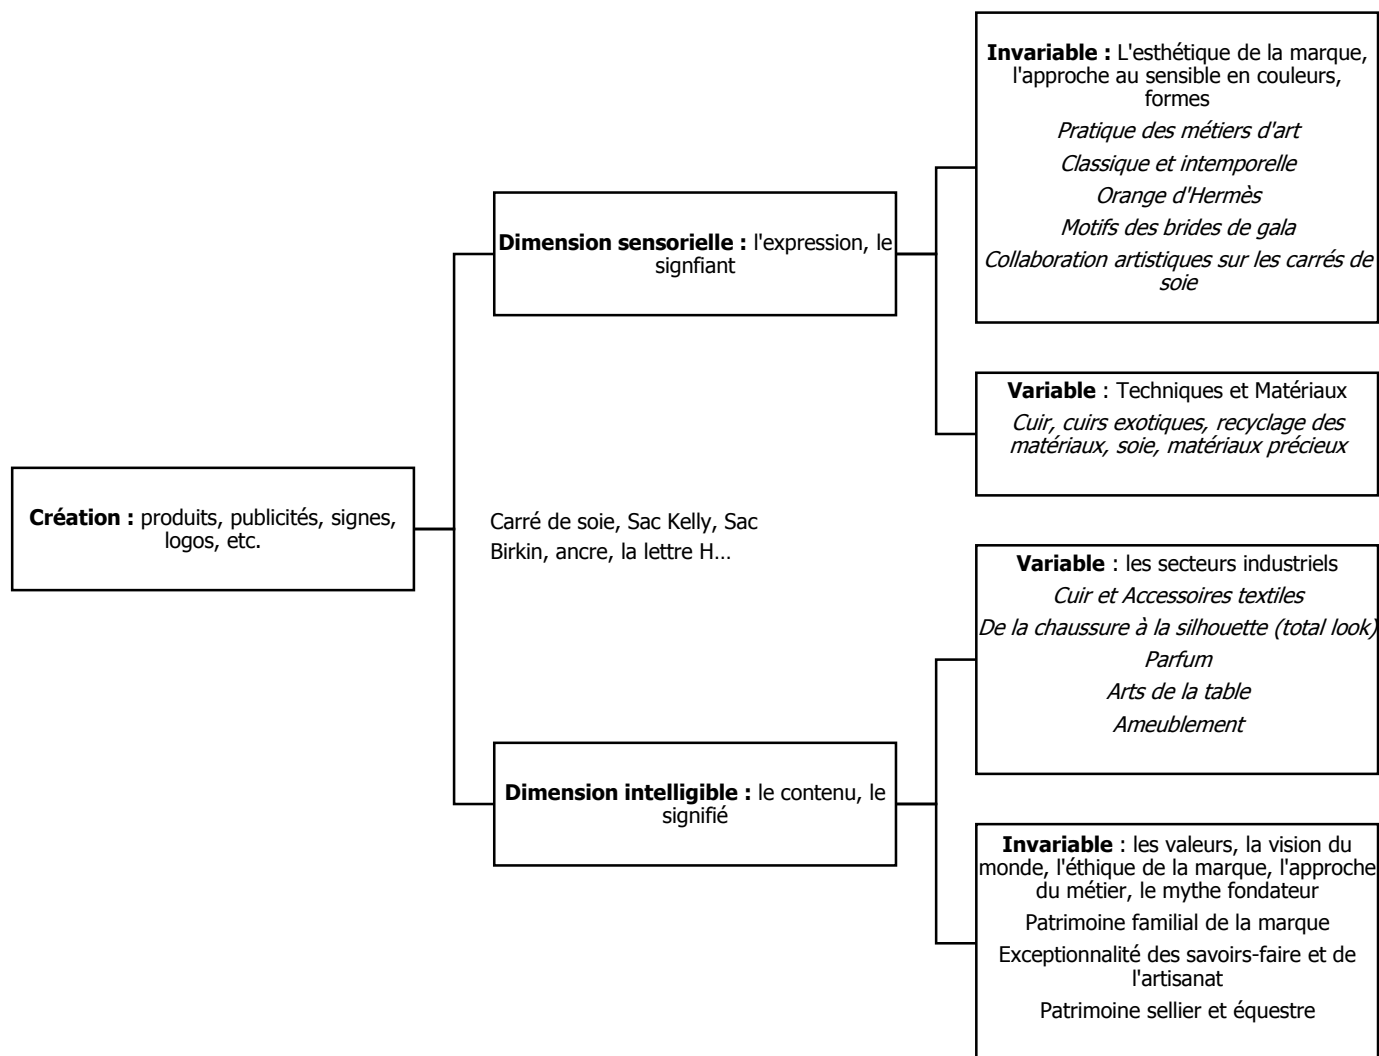 Création : produits, publicités, signes,
logos, etc.
Dimension sensorielle : l'expression, le
signfiant
Carré de soie, Sac Kelly, Sac
Birkin, ancre, la lettre H…
Dimension intelligible : le contenu, le
signifié
Invariable : L'esthétique de la marque,
l'approche au sensible en couleurs,
formes
Pratique des métiers d'art
Classique et intemporelle
Orange d'Hermès
Motifs des brides de gala
Collaboration artistiques sur les carrés de
soie
Variable : Techniques et Matériaux
Cuir, cuirs exotiques, recyclage des
matériaux, soie, matériaux précieux
Variable : les secteurs industriels
Cuir et Accessoires textiles
De la chaussure à la silhouette (total look)
Parfum
Arts de la table
Ameublement
Invariable : les valeurs, la vision du
monde, l'éthique de la marque, l'approche
du métier, le mythe fondateur
Patrimoine familial de la marque
Exceptionnalité des savoirs-faire et de
l'artisanat
Patrimoine sellier et équestre